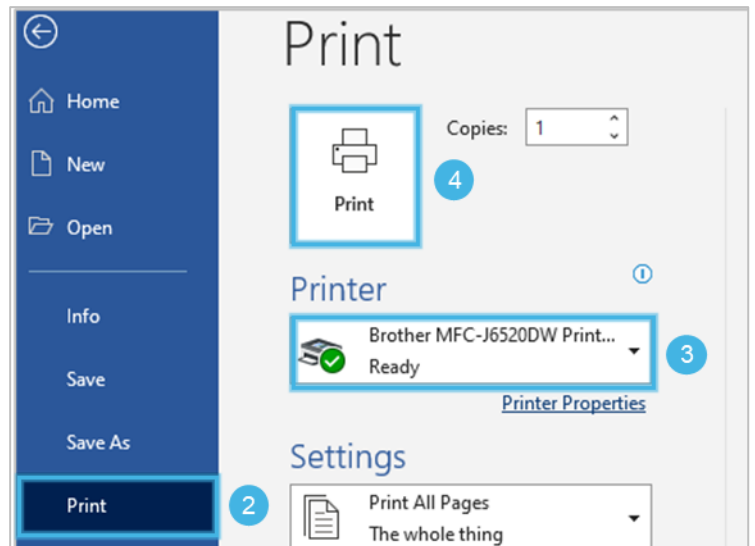 Print
Home
New
Open
Info
Save
Save As
Print
2
Copies: 1
Print
4
Printer
Brother MFC-J6520DW Print...
Ready
3
Printer Properties
Settings
Print All Pages
The whole thing